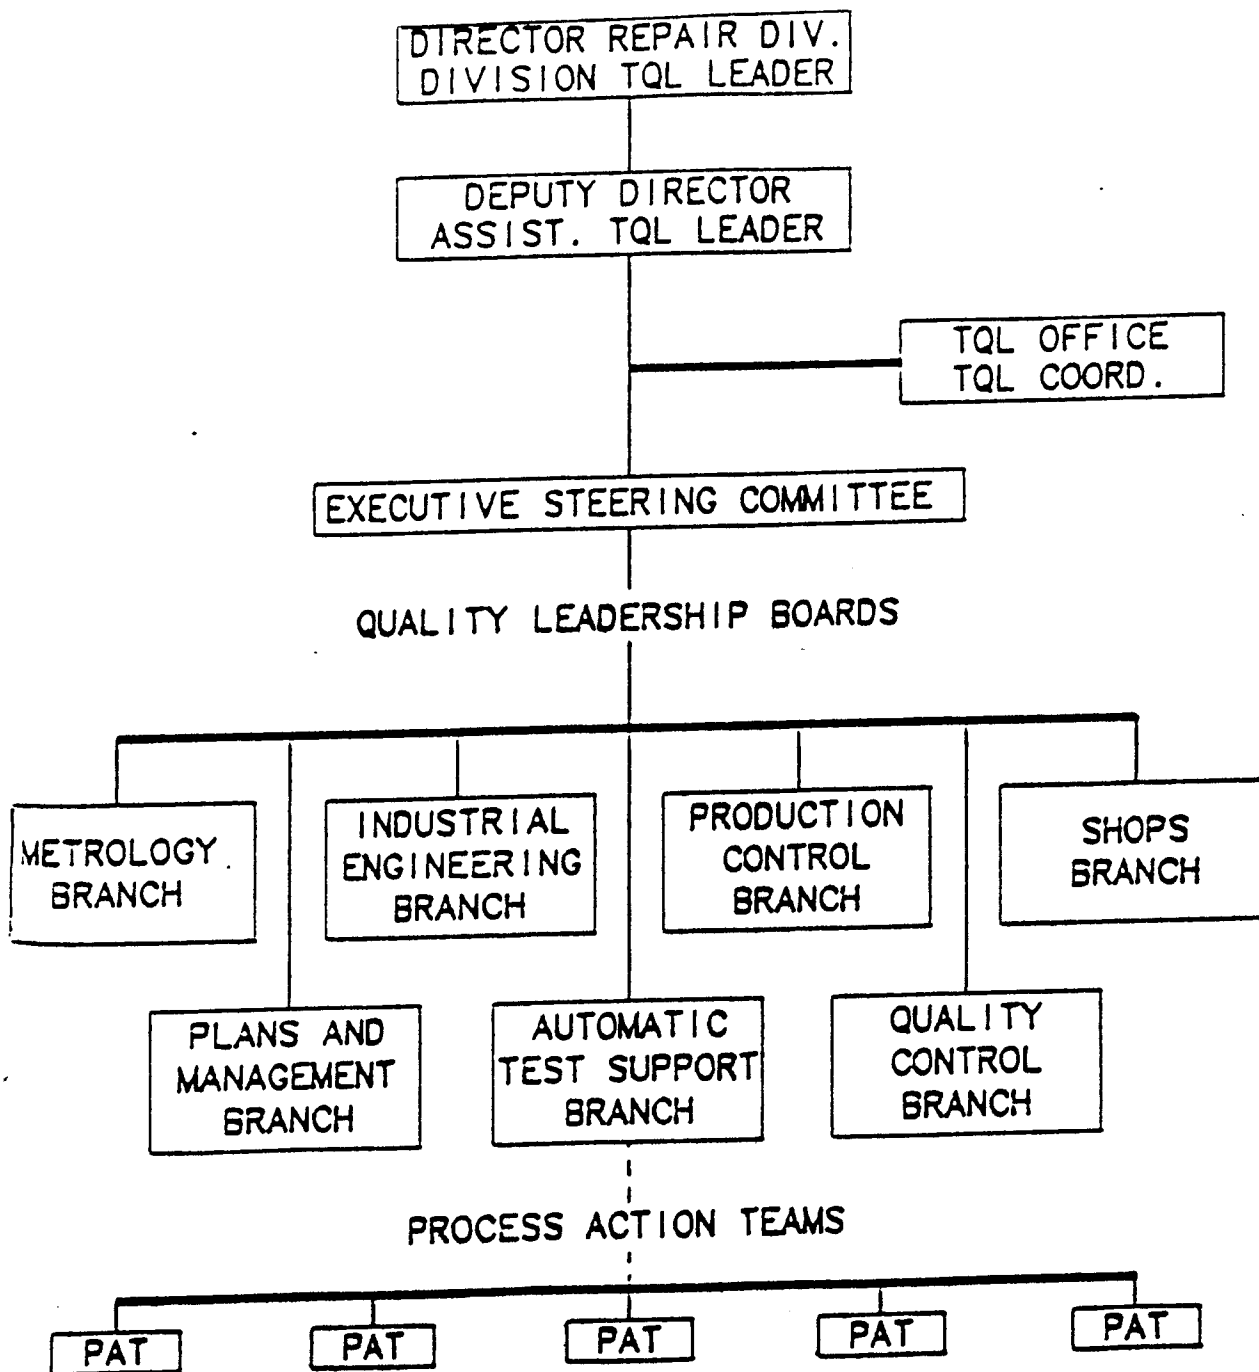 DIRECTOR REPAIR DIV.
DIVISION TQL LEADER
DEPUTY DIRECTOR
ASSIST. TQL LEADER
TQL OFFICE
TQL COORD.
EXECUTIVE STEERING COMMITTEE
QUALITY LEADERSHIP BOARDS
METROLOGY
BRANCH
INDUSTRIAL
ENGINEERING
BRANCH
PRODUCTION
CONTROL
BRANCH
SHOPS
BRANCH
PLANS AND
MANAGEMENT
BRANCH
AUTOMATIC
TEST SUPPORT
BRANCH
QUALITY
CONTROL
BRANCH
PROCESS ACTION TEAMS
PAT
PAT
PAT
PAT
PAT